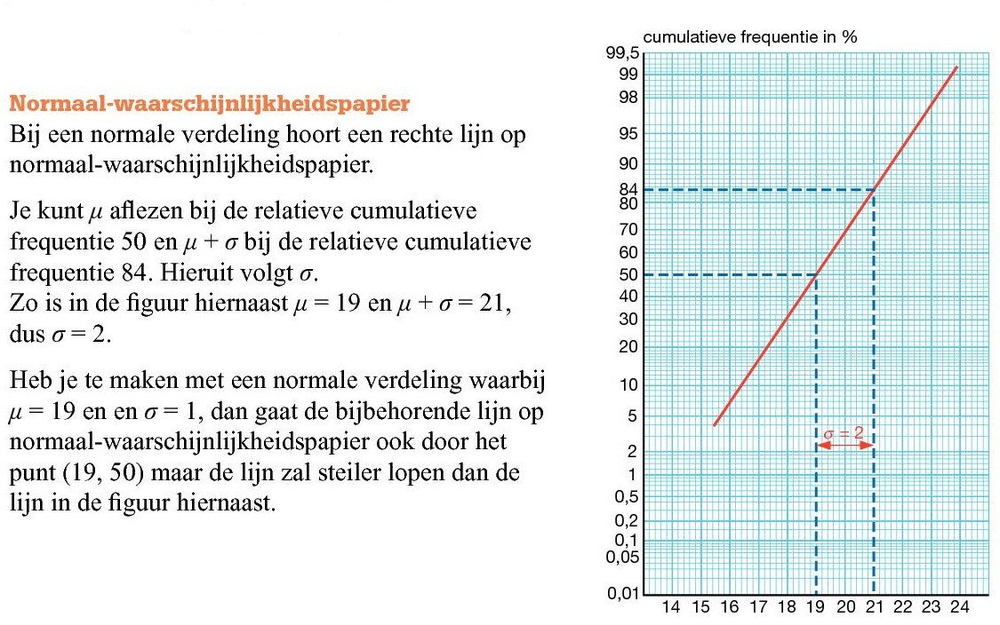 Normaal-waarschijnlijkheidspapier
Bij een normale verdeling hoort een rechte lijn op
normaal-waarschijnlijkheidspapier.
Je kunt μ aflezen bij de relatieve cumulatieve
frequentie 50 en μ + σ bij de relatieve cumulatieve
frequentie 84. Hieruit volgt σ.
Zo is in de figuur hiernaast μ = 19 en μ + σ = 21,
dus σ = 2.
Heb je te maken met een normale verdeling waarbij
μ = 19 en en σ = 1, dan gaat de bijbehorende lijn op
normaal-waarschijnlijkheidspapier ook door het
punt (19, 50) maar de lijn zal steiler lopen dan de
lijn in de figuur hiernaast.
cumulatieve frequentie in %
99,5
99
98
95
90
84
80
70
60
50
40
30
20
10
5
2
1
0,5
0,2
0,1
0,05
0,01
σ = 2
14 15 16 17 18 19 20 21 22 23 24